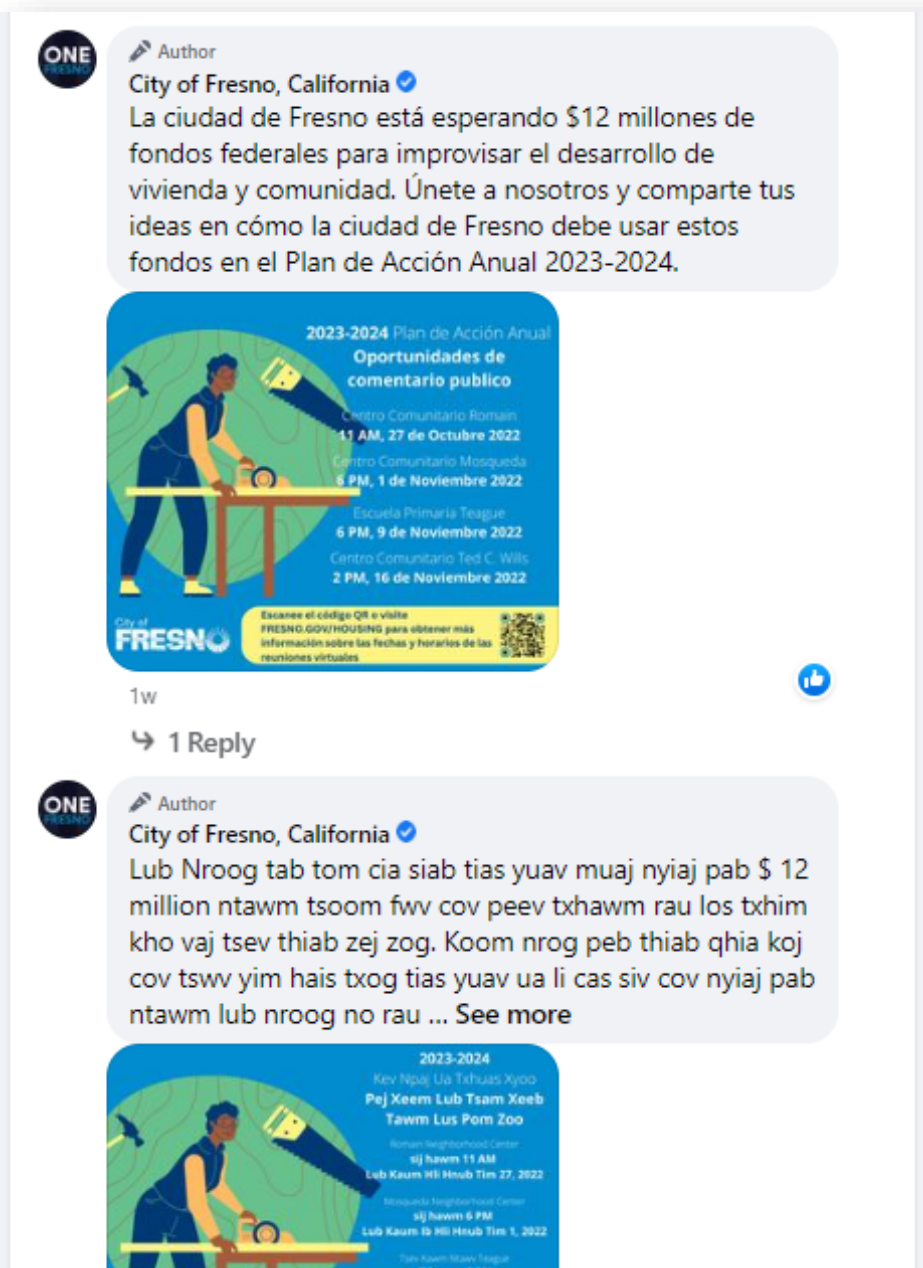 ONE
FRESNO
Author
City of Fresno, California
La ciudad de Fresno está esperando $12 millones de
fondos federales para improvisar el desarrollo de
vivienda y comunidad. Únete a nosotros y comparte tus
ideas en cómo la ciudad de Fresno debe usar estos
fondos en el Plan de Acción Anual 2023-2024.
2023-2024 Plan de Acción Anual
Oportunidades de
comentario publico
Centro Comunitario Romain
11 AM, 27 de Octubre 2022
Centro Comunitario Mosqueda
6 PM, 1 de Noviembre 2022
Escuela Primaria Teague
6 PM, 9 de Noviembre 2022
Centro Comunitario Ted C. Wills
2 PM, 16 de Noviembre 2022
City of
FRESNO
Escanee el código QR o visite
FRESNO.GOV/HOUSING para obtener más
información sobre las fechas y horarios de las
reuniones virtuales
1w
1 Reply
ONE
FRESNO
Author
City of Fresno, California
Lub Nroog tab tom cia siab tias yuav muaj nyiaj pab $ 12
million ntawm tsoom fwv cov peev txhawm rau los txhim
kho vaj tsev thiab zej zog. Koom nrog peb thiab qhia koj
cov tswv yim hais txog tias yuav ua li cas siv cov nyiaj pab
ntawm lub nroog no rau ... See more
2023-2024
Kev Npaj Ua Txhuas Xyoo
Pej Xeem Lub Tsam Xeeb
Tawm Lus Pom Zoo
Romain Neighborhood Center
sij hawm 11 AM
Lub Kaum Hli Hnub Tim 27, 2022
Mosqueda Neighborhood Center
sij hawm 6 PM
Lub Kaum Ib Hli Hnub Tim 1, 2022
Tsev Kawm Ntawv Teague